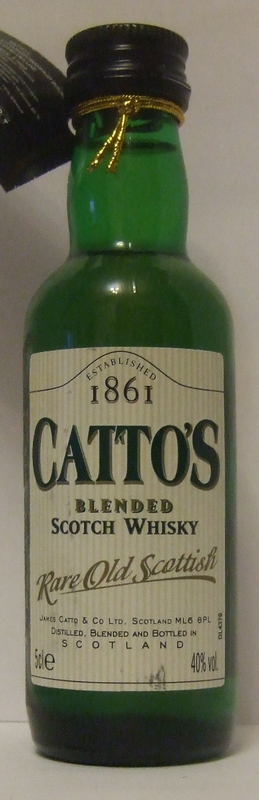 ESTABLISHED
1861
CATTO'S
BLENDED
SCOTCH WHISKY
Rare Old Scottish
JAMES CATTO & CO LTD. SCOTLAND ML6 8PL
DISTILLED, BLENDED AND BOTTLED IN
SCOTLAND
5cl e 40% vol.
DL4379